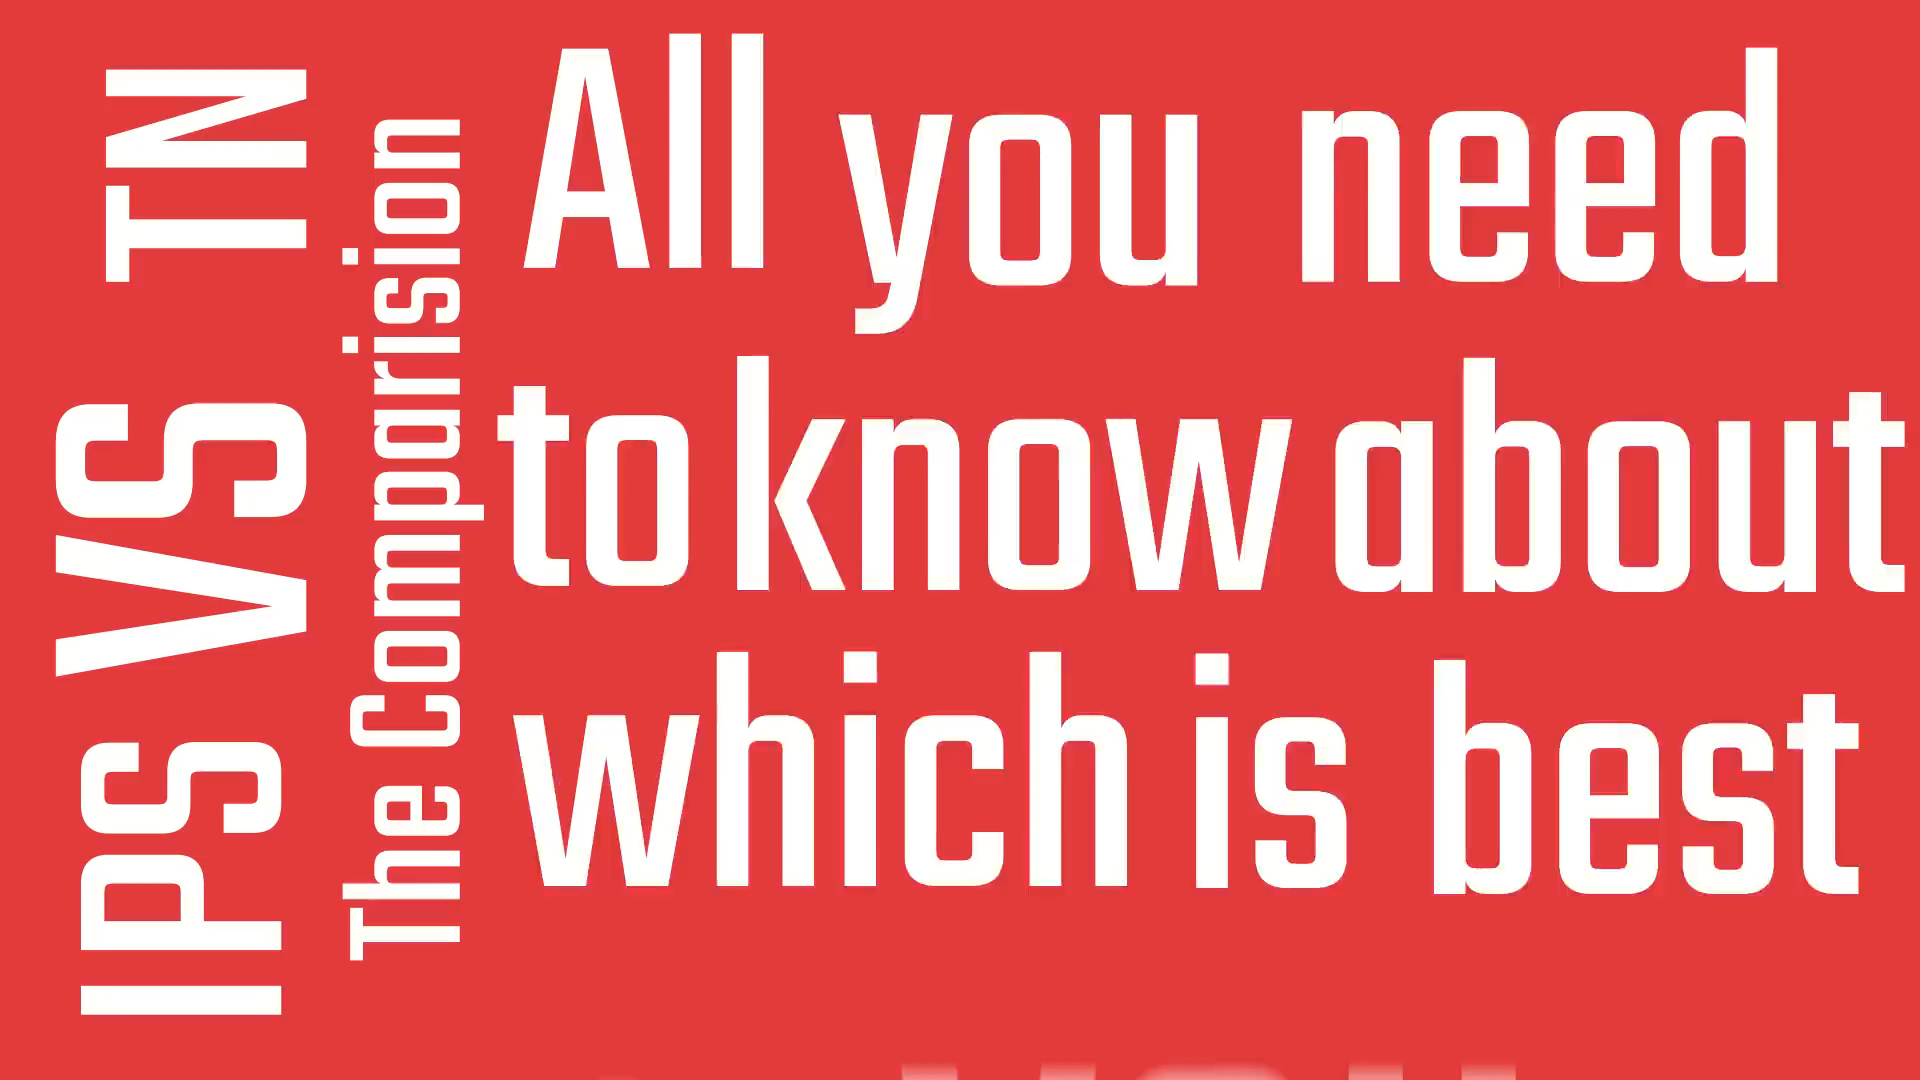 IPS VS TN
The Comparision
All you need
to know about
which is best